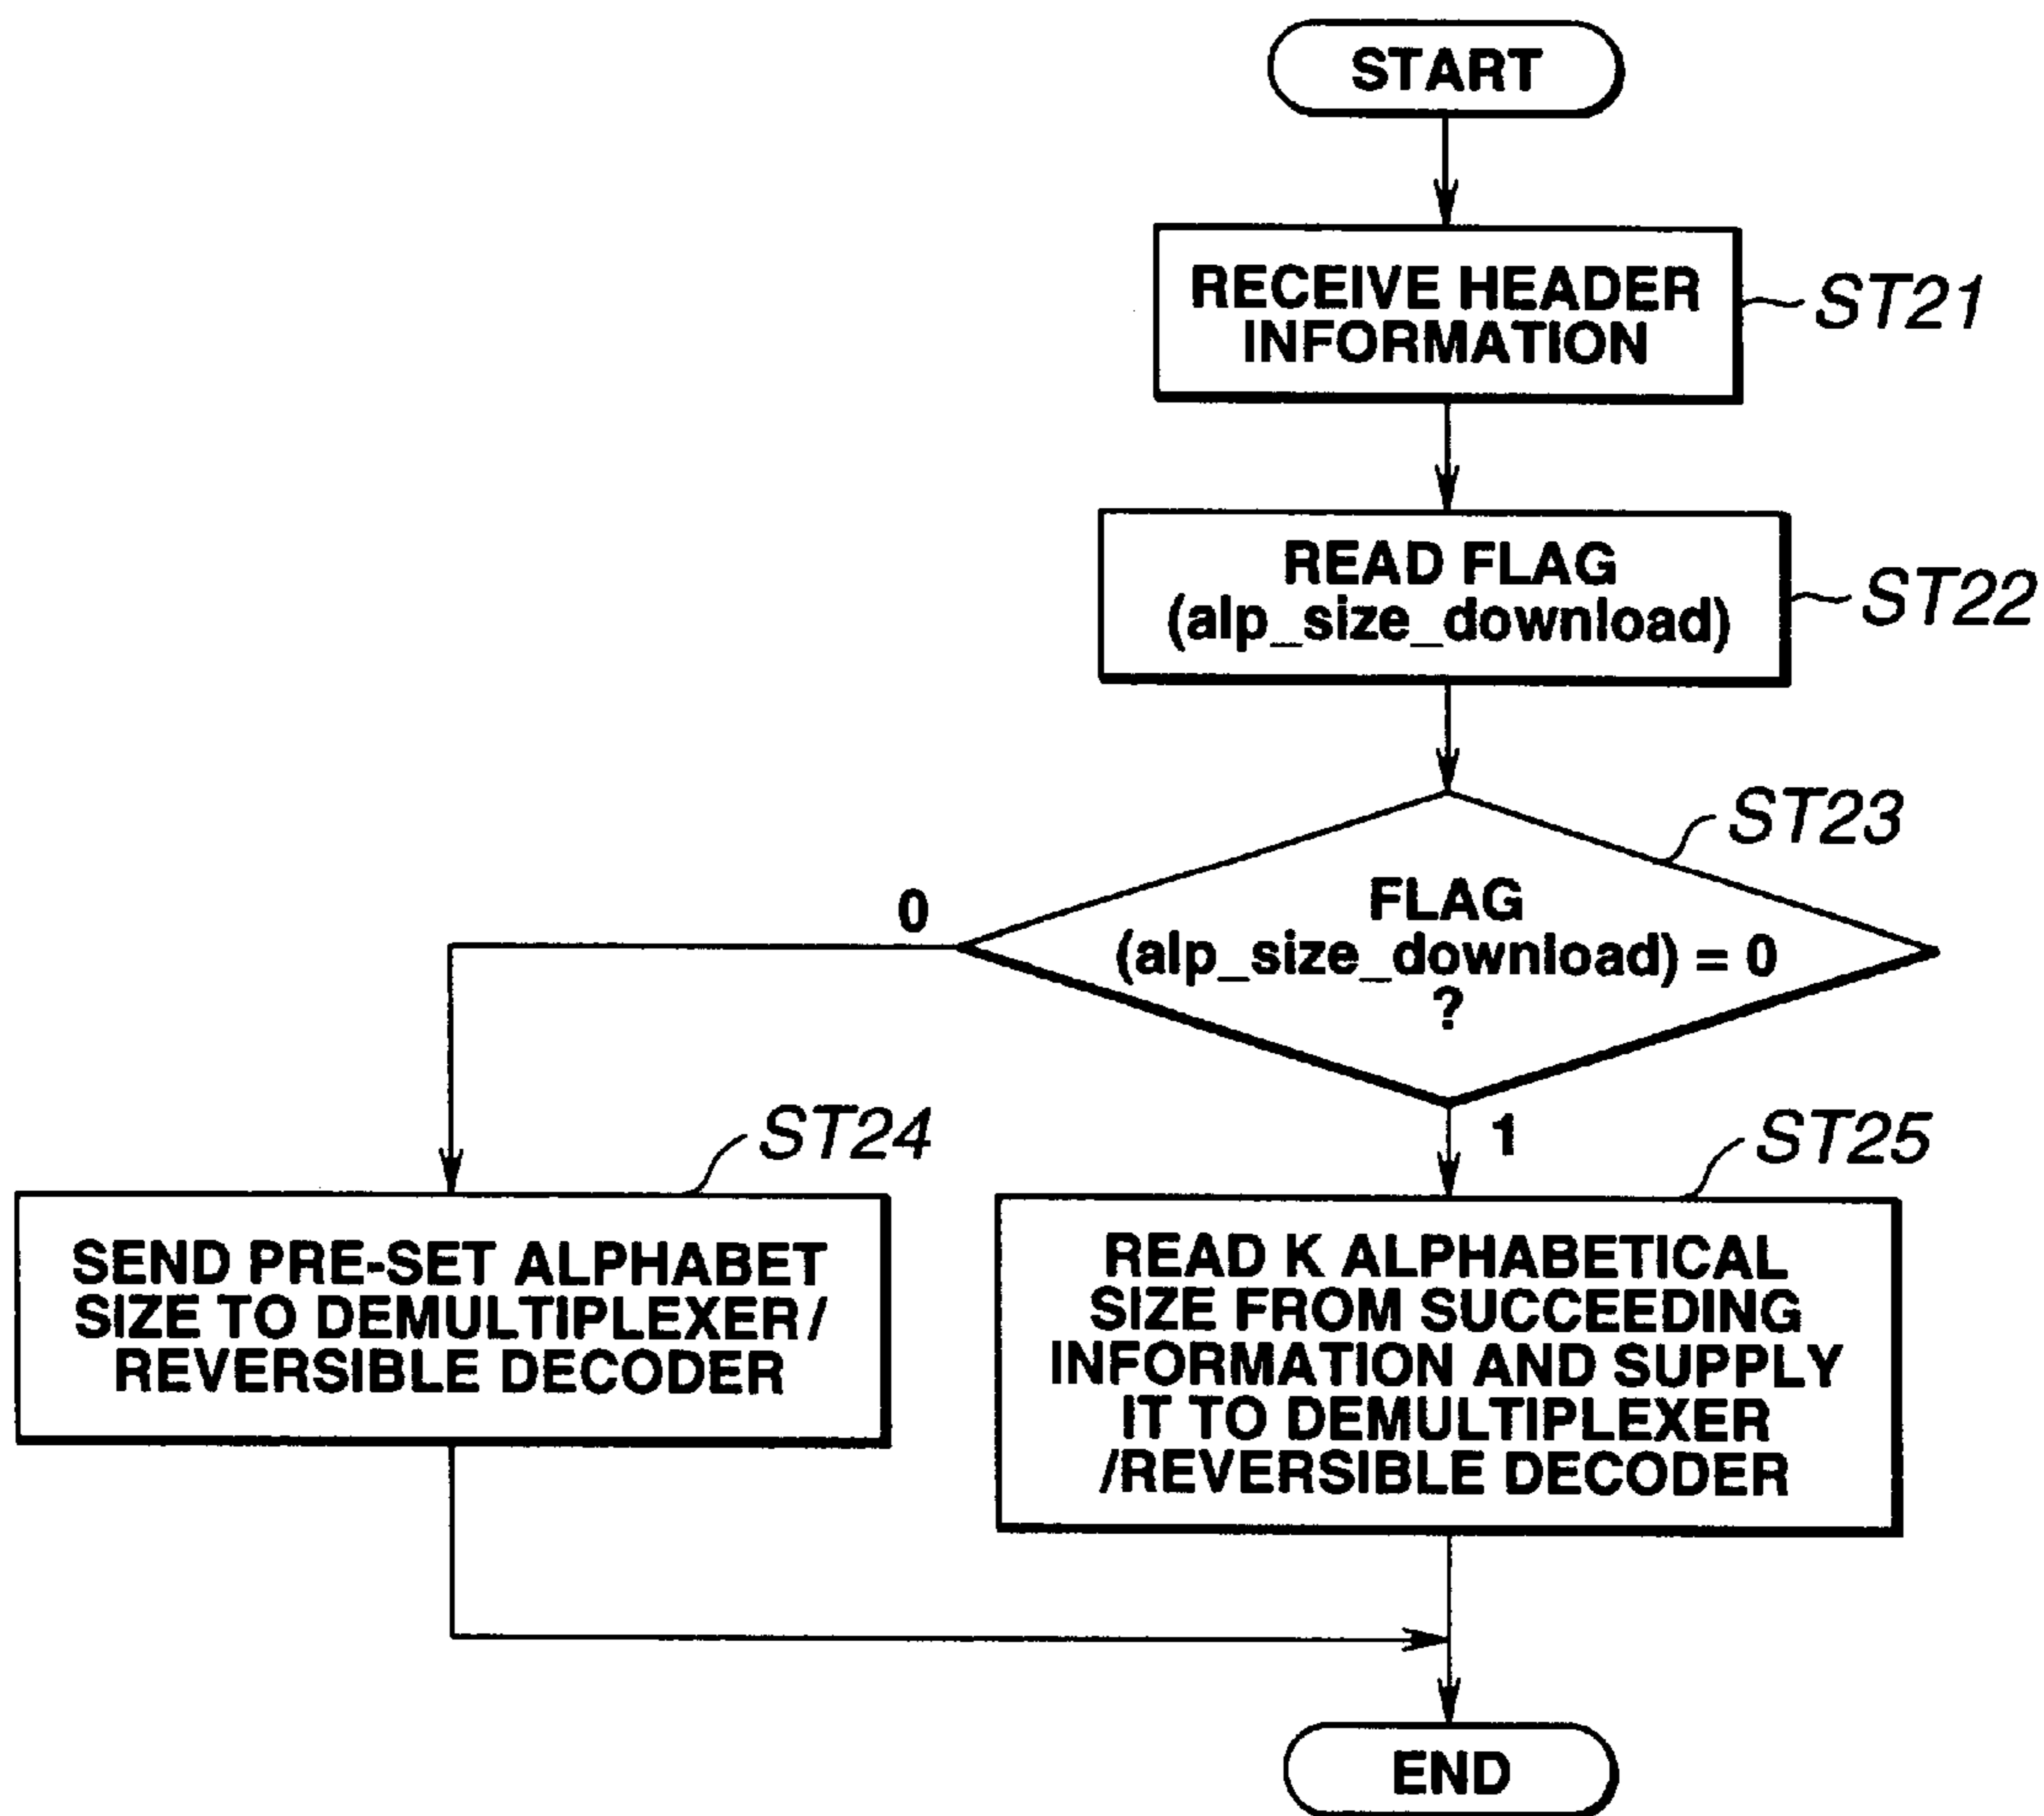 START
RECEIVE HEADER
INFORMATION
ST21
READ FLAG
(alp_size_download)
ST22
ST23
FLAG
(alp_size_download) = 0
?
0
1
ST24
SEND PRE-SET ALPHABET
SIZE TO DEMULTIPLEXER/
REVERSIBLE DECODER
ST25
READ K ALPHABETICAL
SIZE FROM SUCCEEDING
INFORMATION AND SUPPLY
IT TO DEMULTIPLEXER
/REVERSIBLE DECODER
END